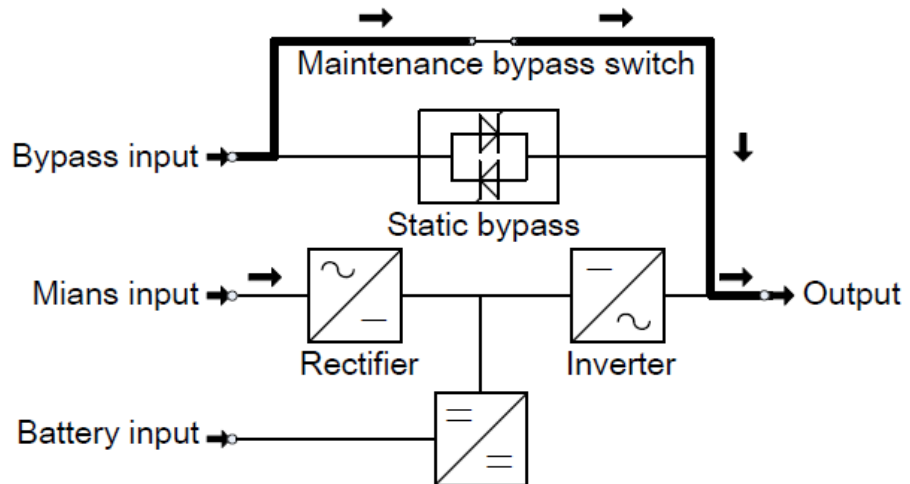 Maintenance bypass switch
Bypass input
Static bypass
Mians input
Output
Rectifier
Inverter
Battery input